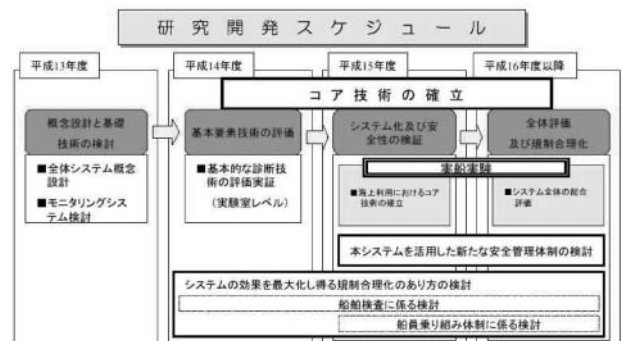 研究開発スケジュール
平成13年度
平成14年度
平成15年度
平成16年度以降
コア技術の確立
概念設計と基礎
技術の検討
基本要素技術の評価
システム化及び安
全性の検証
全体評価
及び規制合理化
■全体システム概念
設計
■モニタリングシス
テム検討
■基本的な診断技
術の評価実証
(実験室レベル)
実船実験
■海上利用におけるコア
技術の確立
■システム全体の総合
評価
本システムを活用した新たな安全管理体制の検討
システムの効果を最大化し得る規制合理化のあり方の検討
船舶検査に係る検討
船員乗り組み体制に係る検討